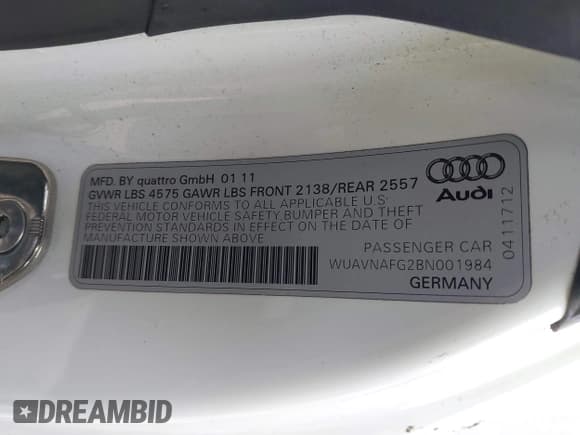 MFD. BY quattro GmbH 01 11
GVWR LBS 4575 GAWR LBS FRONT 2138/REAR 2557
THIS VEHICLE CONFORMS TO ALL APPLICABLE U.S.
FEDERAL MOTOR VEHICLE SAFETY, BUMPER AND THEFT
PREVENTION STANDARDS IN EFFECT ON THE DATE OF
MANUFACTURE SHOWN ABOVE
PASSENGER CAR
WUAVNAFG2BN001984
GERMANY
Audi
0411712
DREAMBID